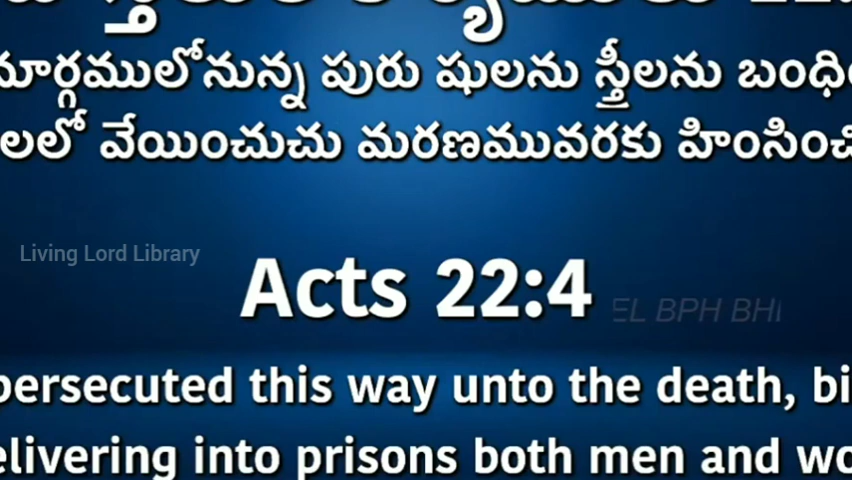 మార్గములోనున్న పురు షులను స్త్రీలను బంధిం
లలో వేయించుచు మరణమువరకు హింసించి
Living Lord Library
Acts 22:4
EL BPH BH
persecuted this way unto the death, bi
elivering into prisons both men and wo